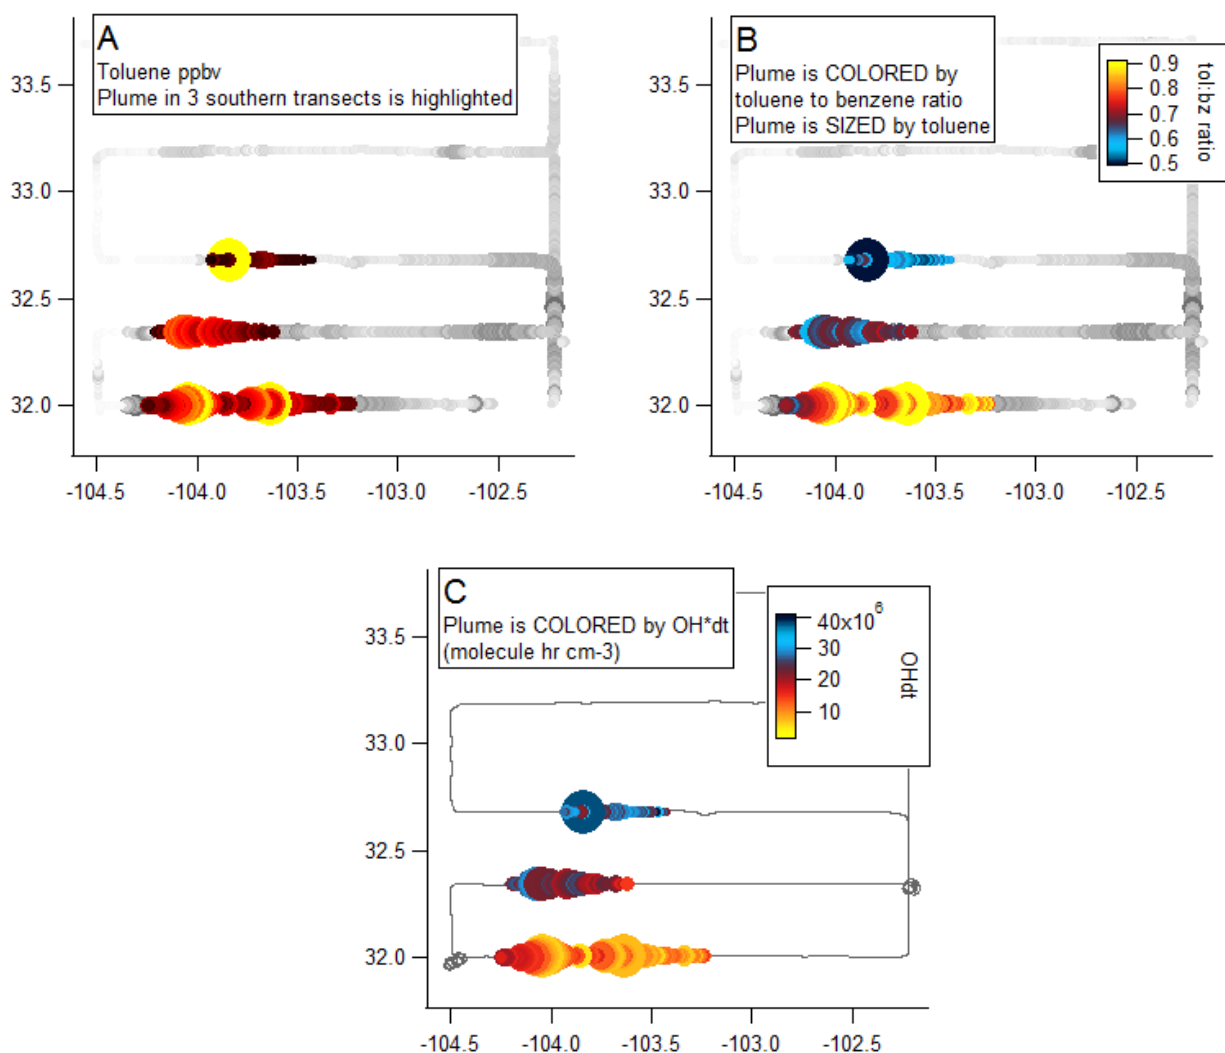 A
Toluene ppbv
Plume in 3 southern transects is highlighted
33.5
33.0
32.5
32.0
-104.5 -104.0 -103.5 -103.0 -102.5
B
Plume is COLORED by
toluene to benzene ratio
Plume is SIZED by toluene
0.9
0.8
0.7
0.6
0.5
tol:bz ratio
33.5
33.0
32.5
32.0
-104.5 -104.0 -103.5 -103.0 -102.5
C
Plume is COLORED by OH*dt
(molecule hr cm-3)
40x10⁶
30
20
10
OHdt
33.5
33.0
32.5
32.0
-104.5 -104.0 -103.5 -103.0 -102.5